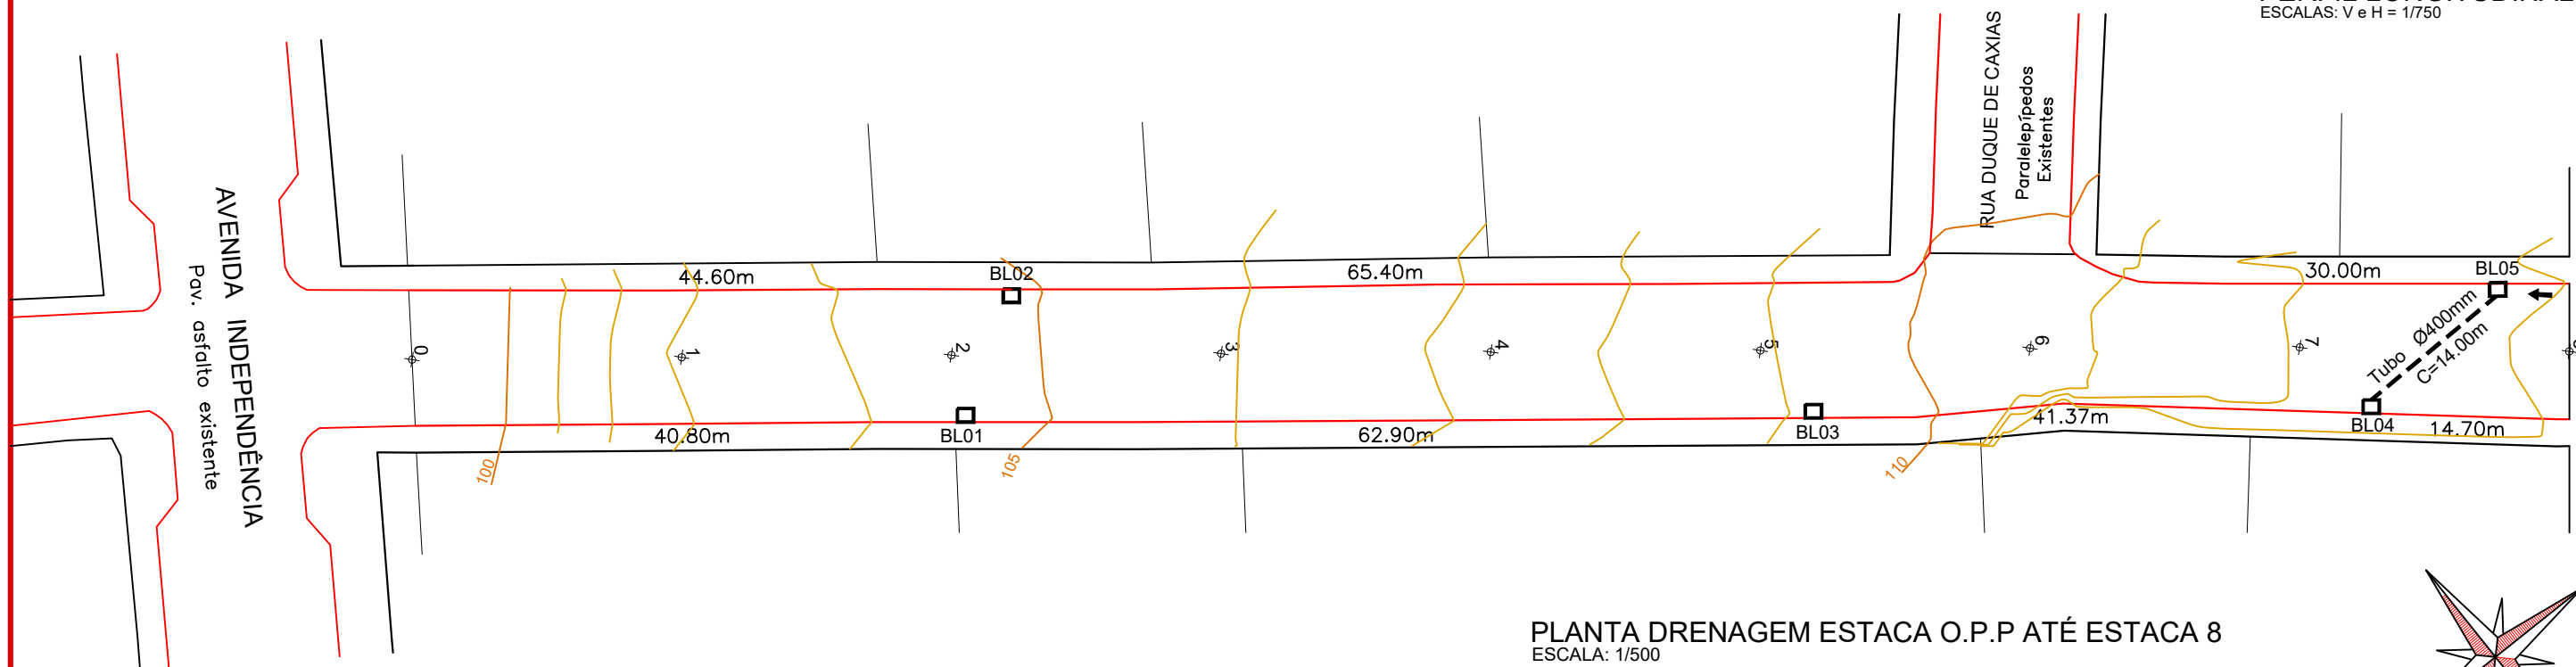 ESCALAS: V e H = 1/750
RUA DUQUE DE CAXIAS
Paralelepípedos
Existentes
AVENIDA INDEPENDÊNCIA
Pav. asfalto existente
44.60m
BL02
65.40m
30.00m
BL05
0
1
2
3
4
5
6
7
Tubo Ø400mm
C=14.00m
40.80m
BL01
62.90m
BL03
41.37m
BL04
14.70m
100
105
110
PLANTA DRENAGEM ESTACA O.P.P ATÉ ESTACA 8
ESCALA: 1/500